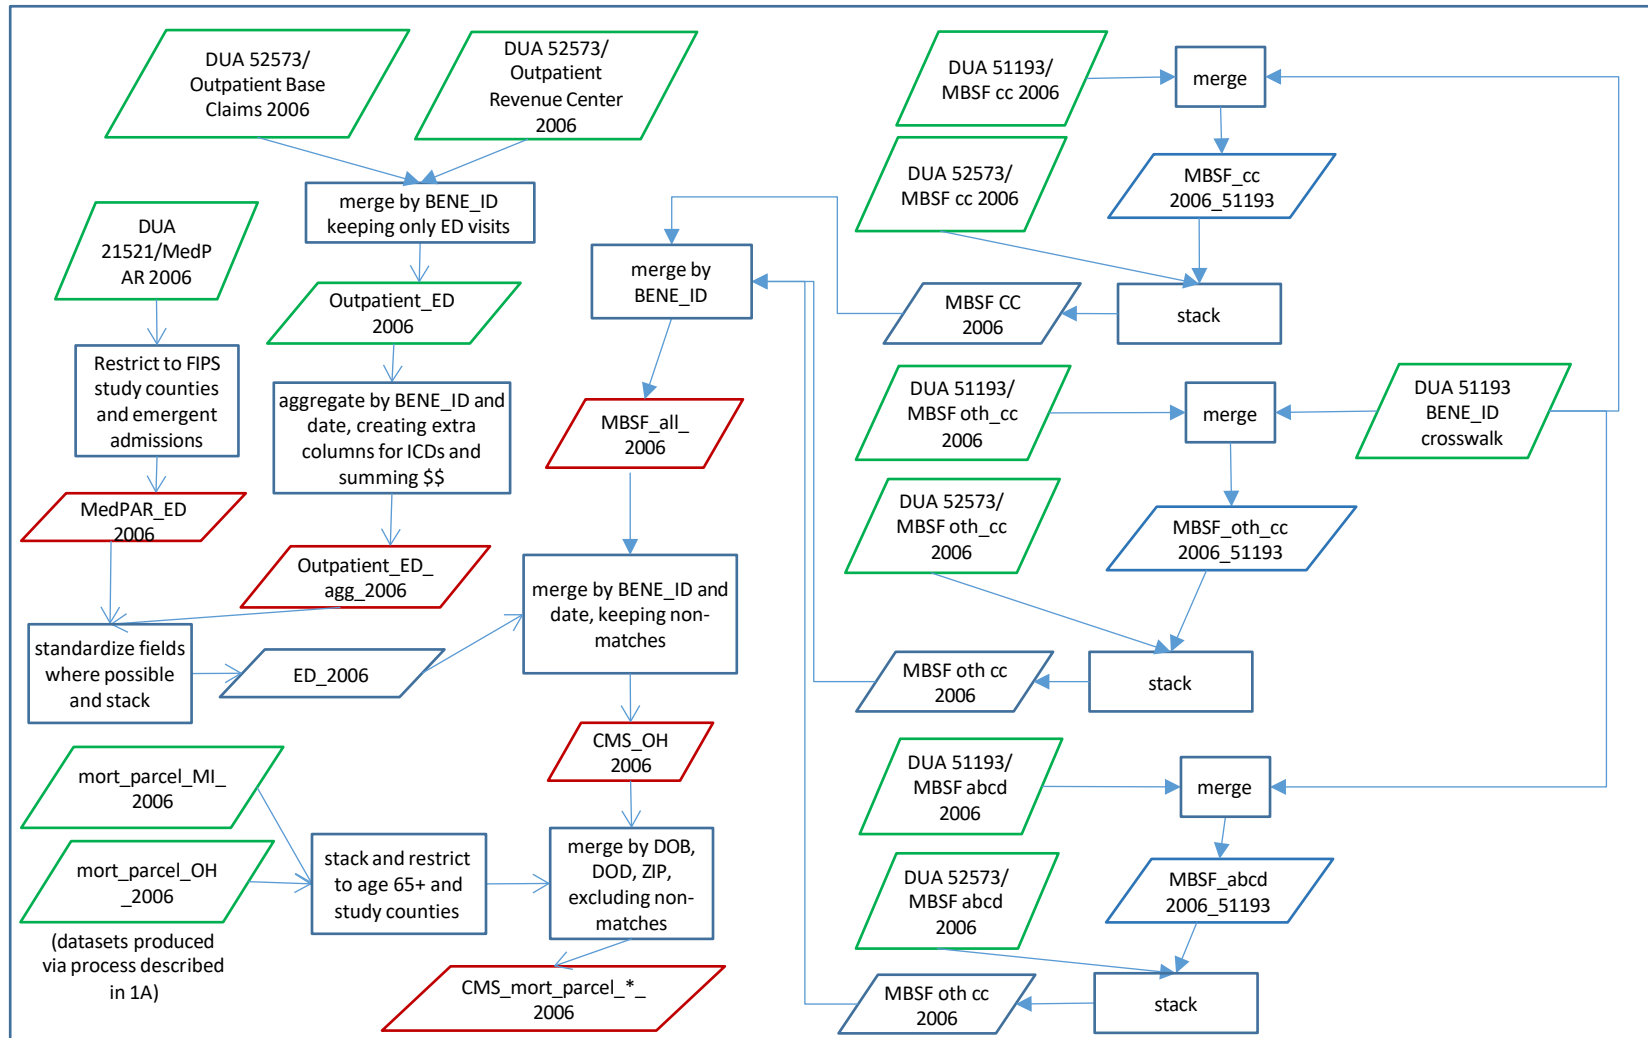 DUA 52573/
Outpatient Base
Claims 2006
DUA 52573/
Outpatient
Revenue Center
2006
merge by BENE_ID
keeping only ED visits
DUA
21521/MedP
AR 2006
Outpatient_ED
2006
Restrict to FIPS
study counties
and emergent
admissions
aggregate by BENE_ID and
date, creating extra
columns for ICDs and
summing $$
MedPAR_ED
2006
Outpatient_ED_
agg_2006
standardize fields
where possible
and stack
ED_2006
mort_parcel_MI_
2006
mort_parcel_OH
_2006
(datasets produced
via process described
in 1A)
stack and restrict
to age 65+ and
study counties
merge by
BENE_ID
MBSF_all_
2006
merge by BENE_ID and
date, keeping non-
matches
CMS_OH
2006
merge by DOB,
DOD, ZIP,
excluding non-
matches
CMS_mort_parcel_*_
2006
DUA 51193/
MBSF cc 2006
merge
DUA 52573/
MBSF cc 2006
MBSF_cc
2006_51193
MBSF CC
2006
stack
DUA 51193/
MBSF oth_cc
2006
merge
DUA 51193
BENE_ID
crosswalk
DUA 52573/
MBSF oth_cc
2006
MBSF_oth_cc
2006_51193
MBSF oth cc
2006
stack
DUA 51193/
MBSF abcd
2006
merge
DUA 52573/
MBSF abcd
2006
MBSF_abcd
2006_51193
MBSF oth cc
2006
stack